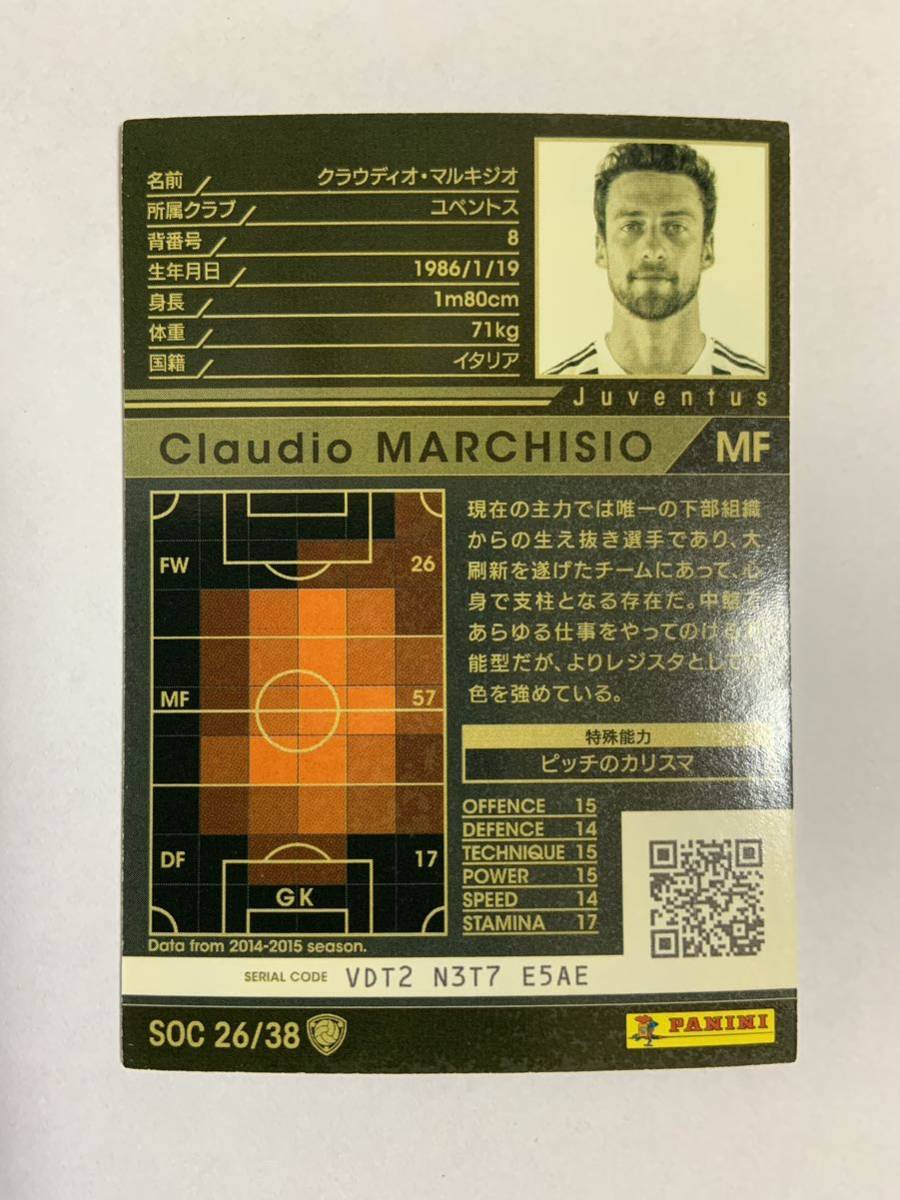 名前 クラウディオ・マルキジオ
所属クラブ ユベントス
背番号 8
生年月日 1986/1/19
身長 1m80cm
体重 71kg
国籍 イタリア
Juventus
Claudio MARCHISIO MF
FW 26
MF 57
DF 17
GK
Data from 2014-2015 season.
現在の主力では唯一の下部組織
からの生え抜き選手であり、大
刷新を遂げたチームにあって、心
身で支柱となる存在だ。中盤で
あらゆる仕事をやってのける
能型だが、よりレジスタとして
色を強めている。
特殊能力
ピッチのカリスマ
OFFENCE 15
DEFENCE 14
TECHNIQUE 15
POWER 15
SPEED 14
STAMINA 17
SERIAL CODE VDT2 N3T7 E5AE
SOC 26/38
PANINI